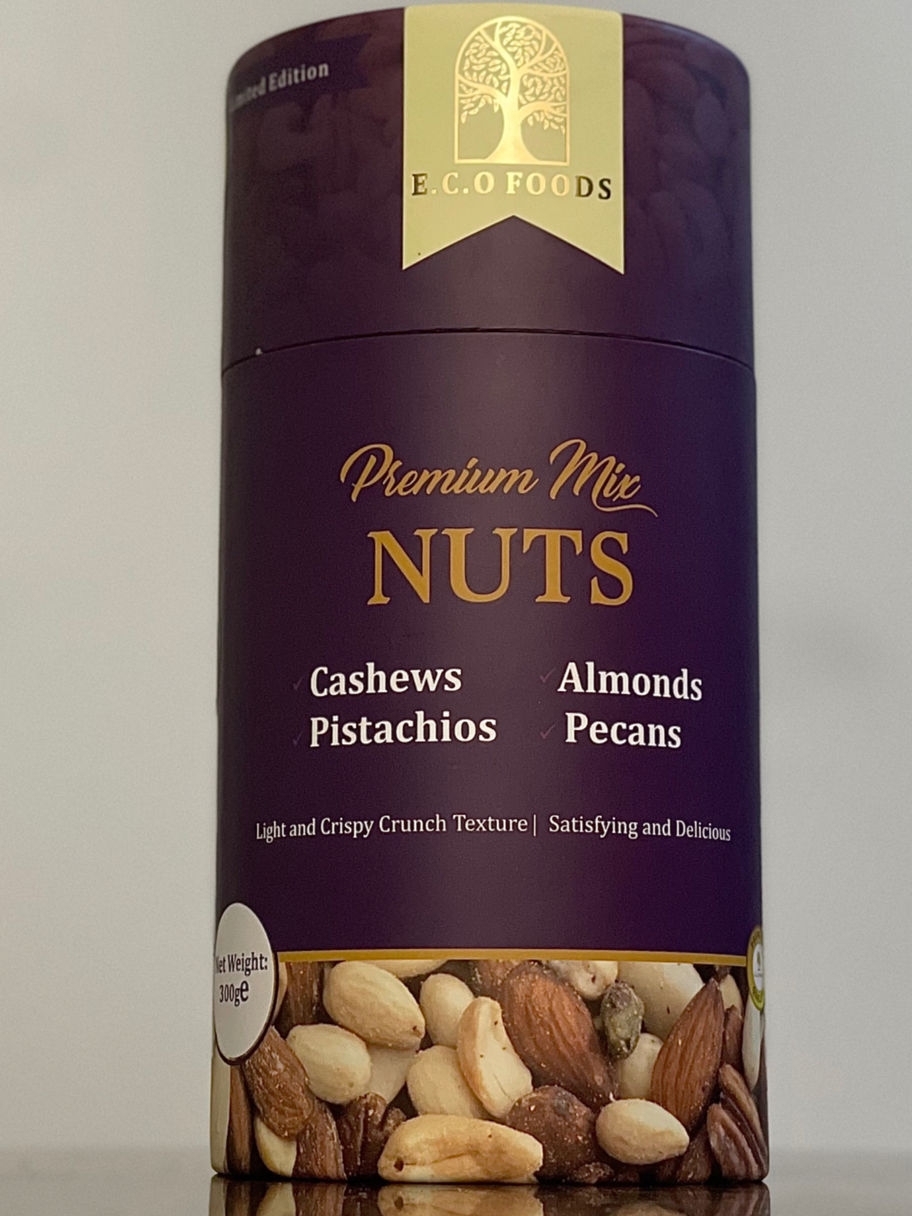 Edition
E.C.O FOODS
Premium Mix
NUTS
Cashews
Almonds
Pistachios
Pecans
Light and Crispy Crunch Texture | Satisfying and Delicious
Net Weight:
300g℮